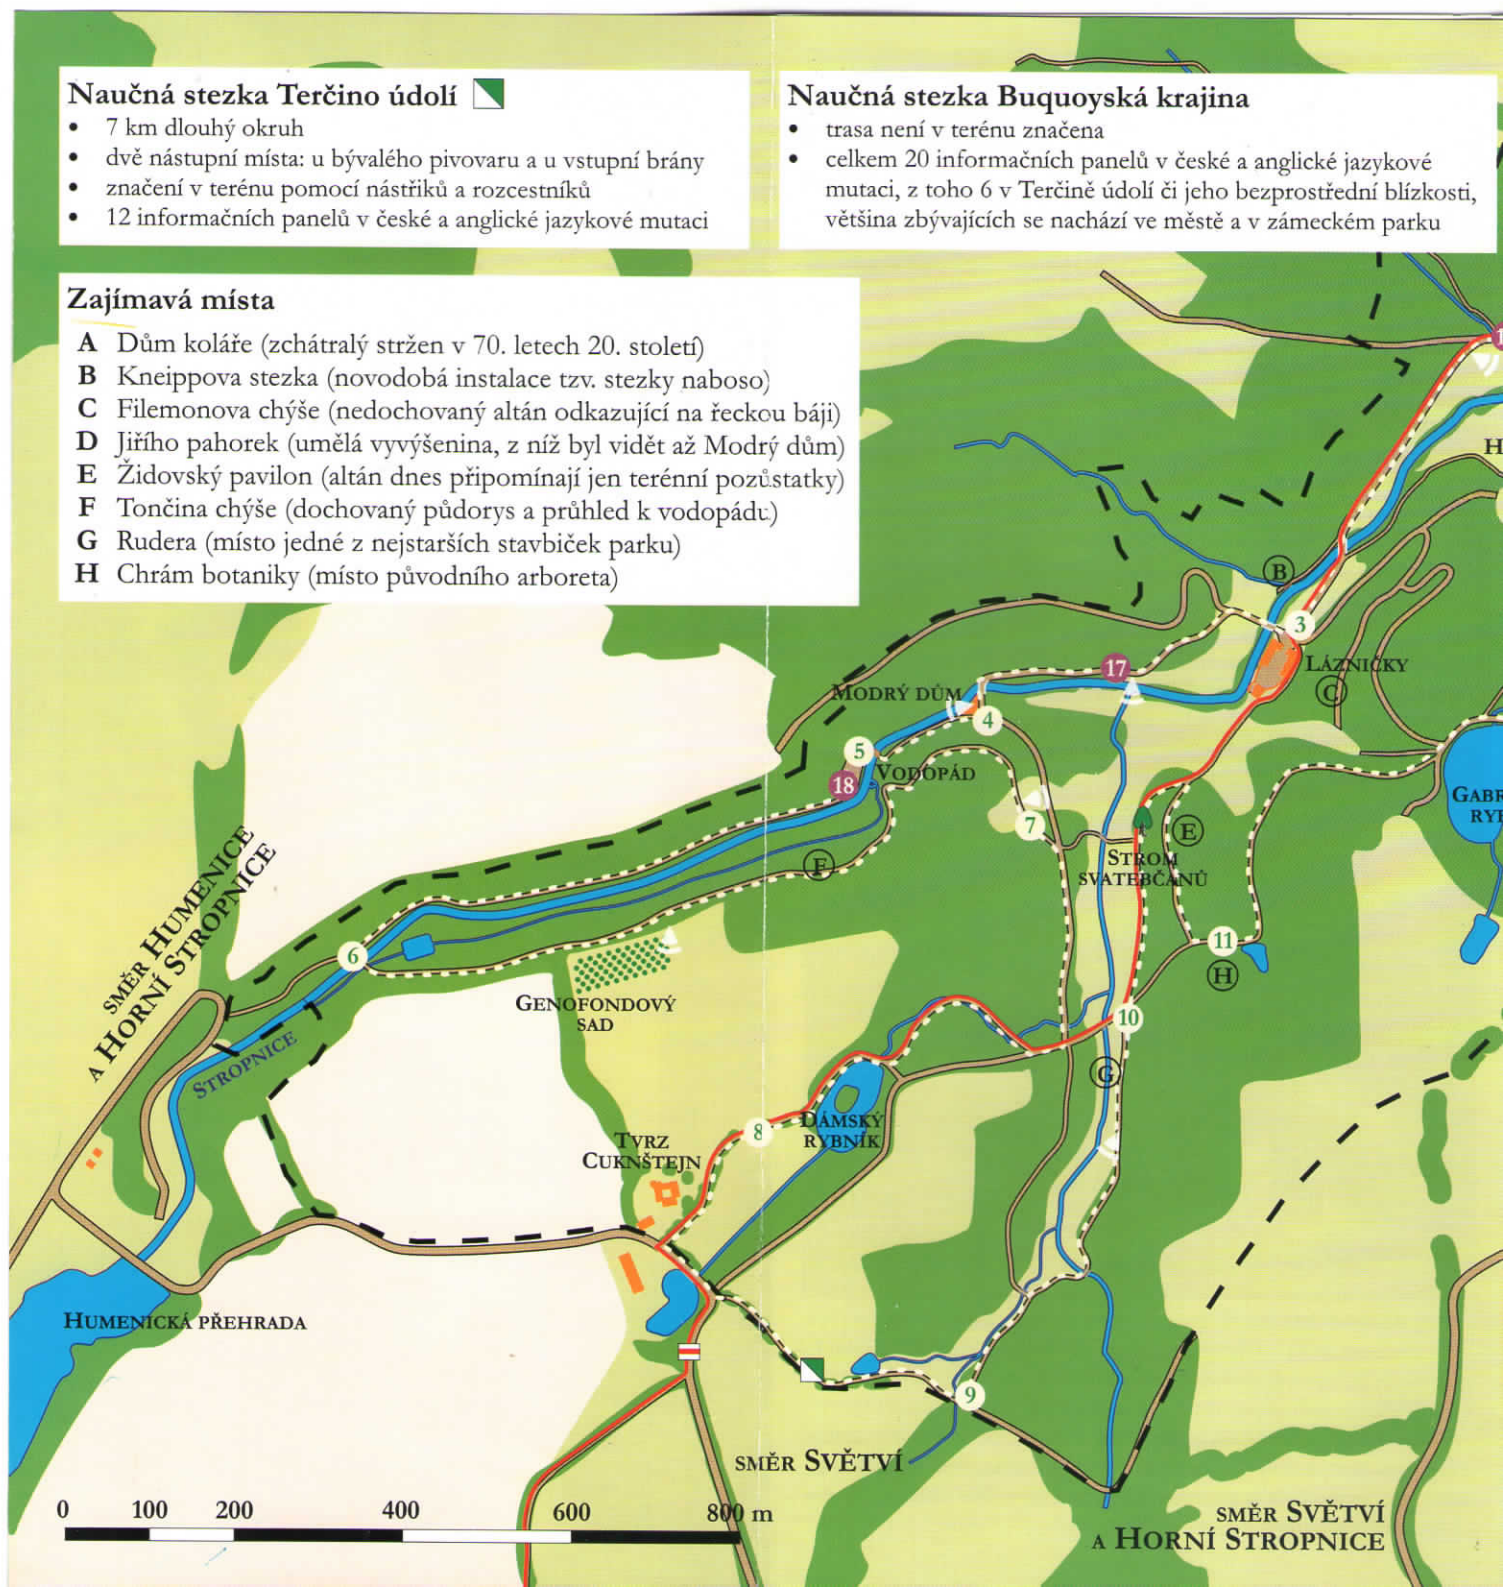 Naučná stezka Terčino údolí
• 7 km dlouhý okruh
• dvě nástupní místa: u bývalého pivovaru a u vstupní brány
• značení v terénu pomocí nástřiků a rozcestníků
• 12 informačních panelů v české a anglické jazykové mutaci
Naučná stezka Buquoyská krajina
• trasa není v terénu značena
• celkem 20 informačních panelů v české a anglické jazykové
mutaci, z toho 6 v Terčině údolí či jeho bezprostřední blízkosti,
většina zbývajících se nachází ve městě a v zámeckém parku
Zajímavá místa
A Dům koláře (zchátralý stržen v 70. letech 20. století)
B Kneippova stezka (novodobá instalace tzv. stezky naboso)
C Filemonova chýše (nedochovaný altán odkazující na řeckou báji)
D Jiřího pahorek (umělá vyvýšenina, z níž byl vidět až Modrý dům)
E Židovský pavilon (altán dnes připomínají jen terénní pozůstatky)
F Tončina chýše (dochovaný půdorys a průhled k vodopádu)
G Rudera (místo jedné z nejstarších stavbiček parku)
H Chrám botaniky (místo původního arboreta)
H
B
3
LÁZNIČKY
C
17
MODRÝ DŮM
4
5
VODOPÁD
18
GABR
RYB
7
E
STROM
SVATEBČANŮ
F
SMĚR HUMENICE
A HORNÍ STROPNICE
6
11
H
GENOFONDOVÝ
SAD
10
STROPNICE
G
8
DÁMSKÝ
RYBNÍK
TVRZ
CUKNŠTEJN
HUMENICKÁ PŘEHRADA
9
SMĚR SVĚTVÍ
0 100 200 400 600 800 m
SMĚR SVĚTVÍ
A HORNÍ STROPNICE